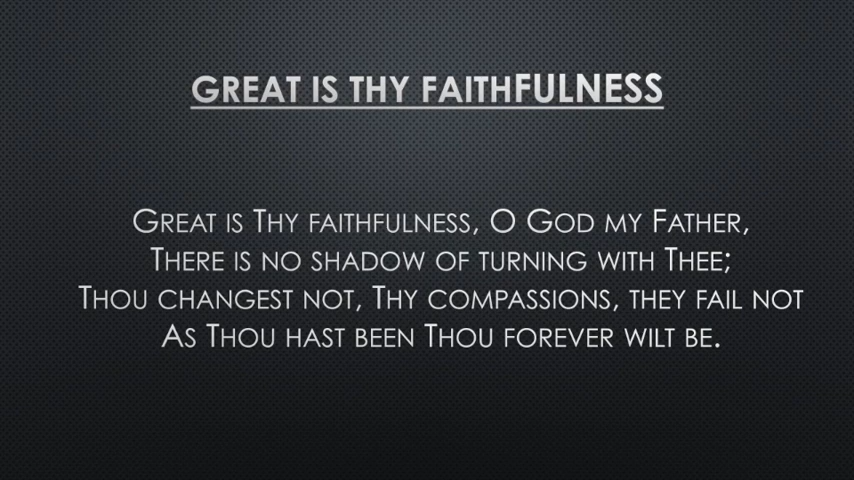 GREAT IS THY FAITHFULNESS
GREAT IS THY FAITHFULNESS, O GOD MY FATHER,
THERE IS NO SHADOW OF TURNING WITH THEE;
THOU CHANGEST NOT, THY COMPASSIONS, THEY FAIL NOT
AS THOU HAST BEEN THOU FOREVER WILT BE.